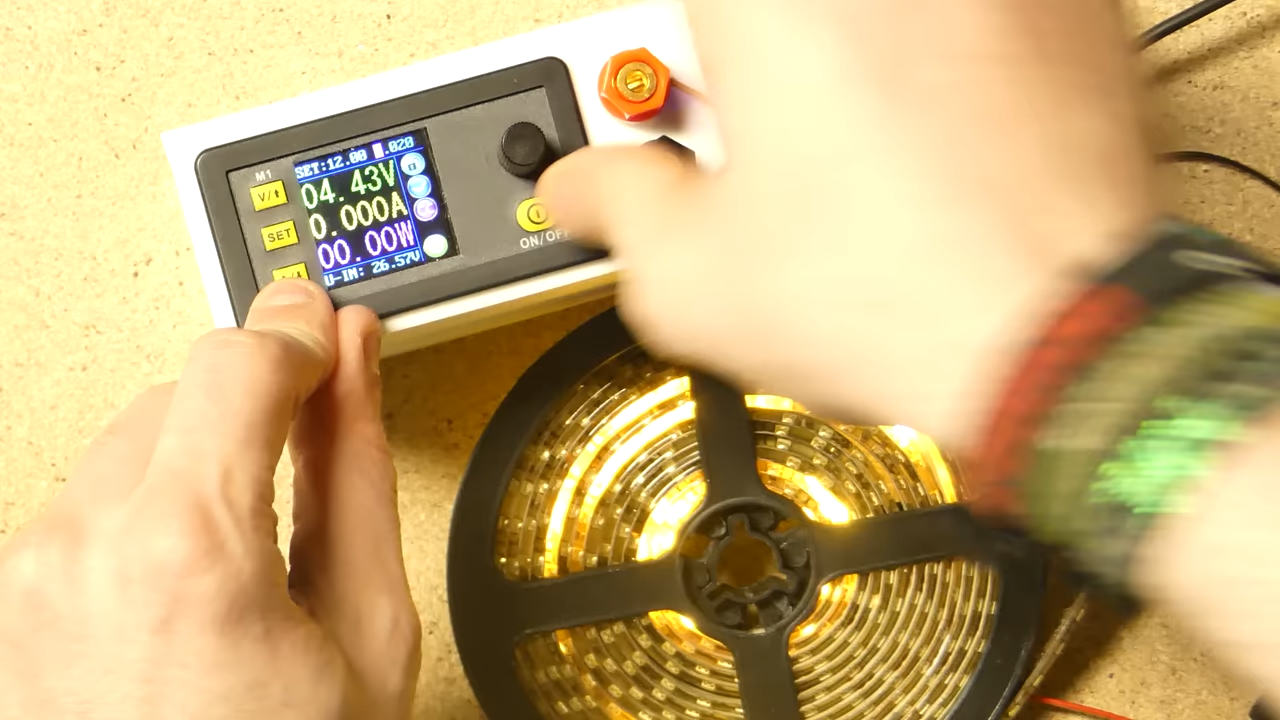 M1
V/⬆
SET
SET:12.00 .020
04.43V
0.000A
00.00W
U-IN: 26.57V
ON/OFF